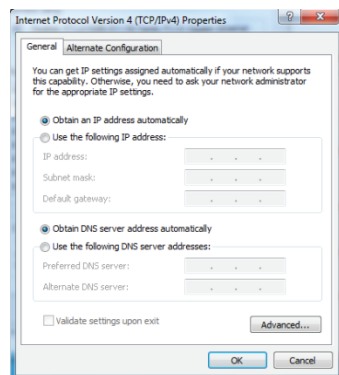 Internet Protocol Version 4 (TCP/IPv4) Properties
General
Alternate Configuration
You can get IP settings assigned automatically if your network supports
this capability. Otherwise, you need to ask your network administrator
for the appropriate IP settings.
Obtain an IP address automatically
Use the following IP address:
IP address:
Subnet mask:
Default gateway:
Obtain DNS server address automatically
Use the following DNS server addresses:
Preferred DNS server:
Alternate DNS server:
Validate settings upon exit
Advanced...
OK
Cancel